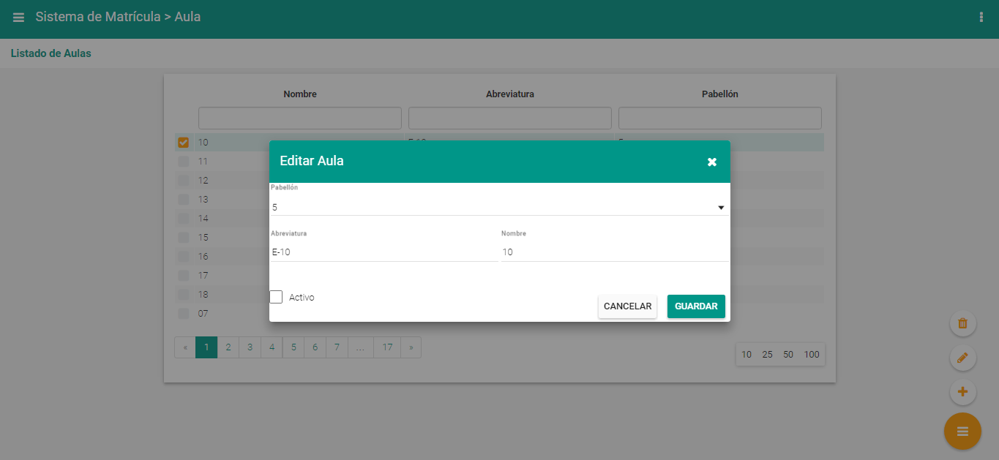 Sistema de Matrícula > Aula
Listado de Aulas
Nombre Abreviatura Pabellón
10
11
12
13
14
15
16
17
18
07
Editar Aula
Pabellón
5
Abreviatura Nombre
E-10 10
Activo
CANCELAR GUARDAR
« 1 2 3 4 5 6 7 ... 17 »
10 25 50 100